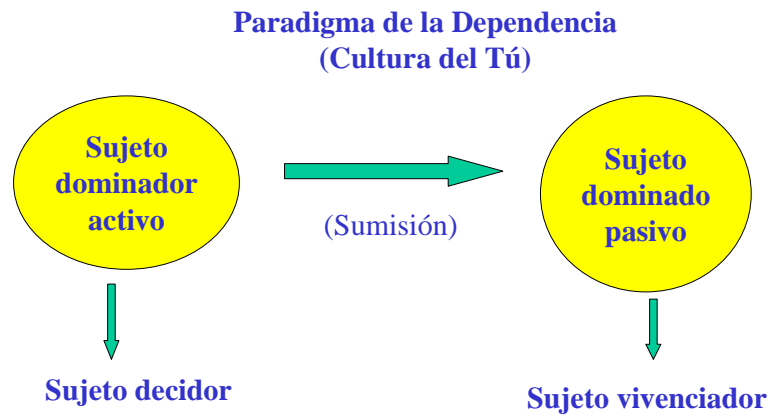 Paradigma de la Dependencia
(Cultura del Tú)
Sujeto
dominador
activo
(Sumisión)
Sujeto
dominado
pasivo
Sujeto decidor
Sujeto vivenciador